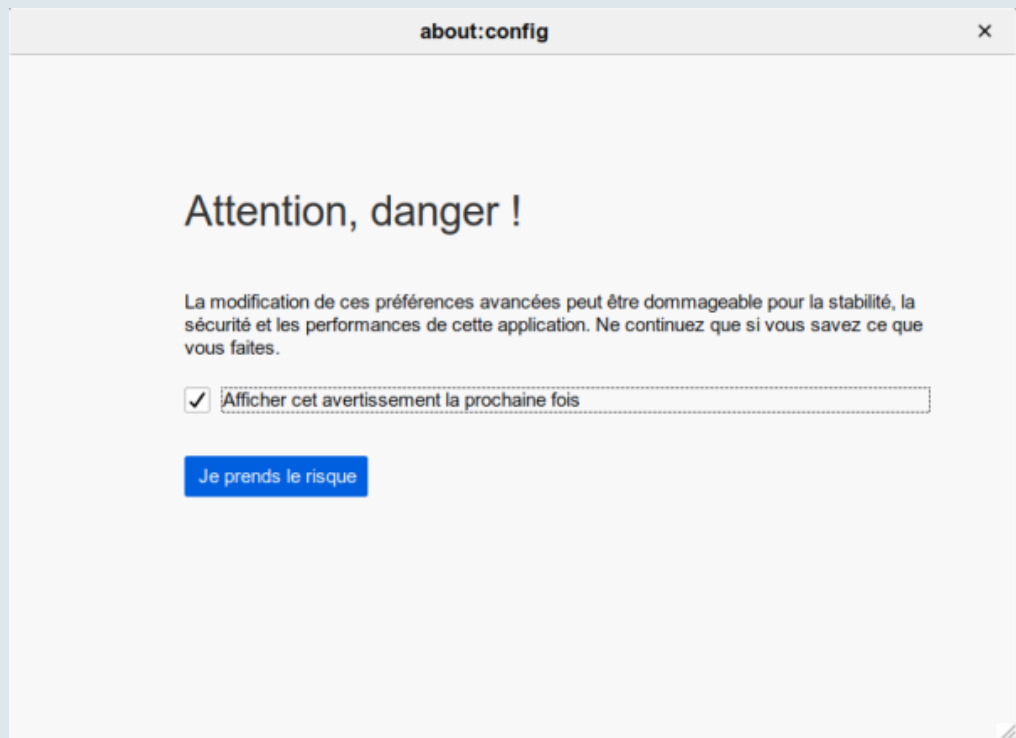 about:config
Attention, danger !
La modification de ces préférences avancées peut être dommageable pour la stabilité, la
sécurité et les performances de cette application. Ne continuez que si vous savez ce que
vous faites.
Afficher cet avertissement la prochaine fois
Je prends le risque